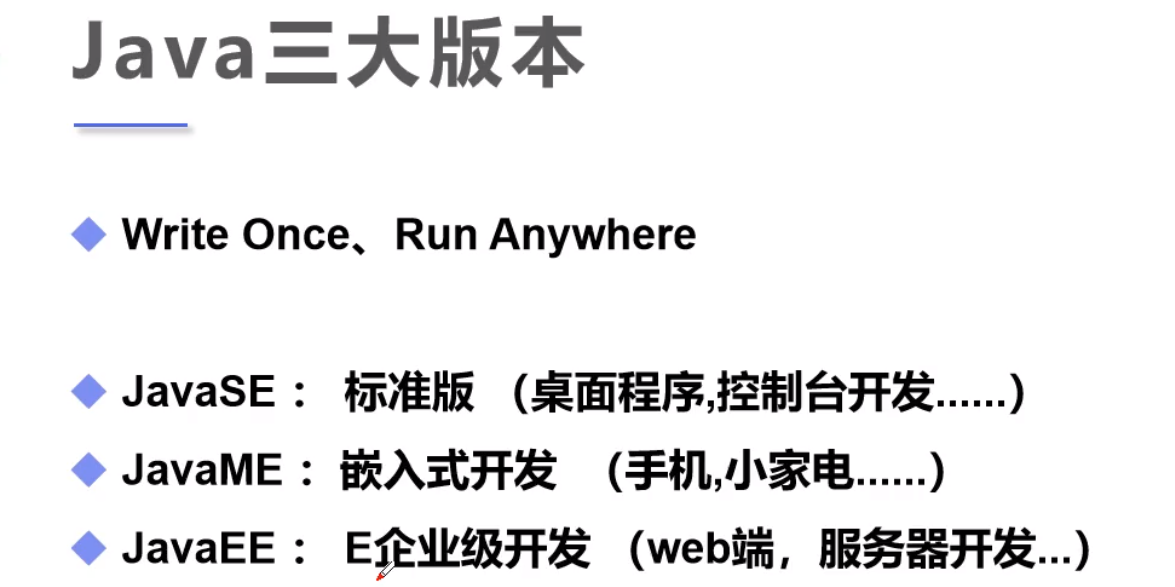 Java三大版本
Write Once、Run Anywhere
JavaSE： 标准版 （桌面程序,控制台开发......）
JavaME：嵌入式开发 （手机,小家电......）
JavaEE： E企业级开发 （web端，服务器开发...）